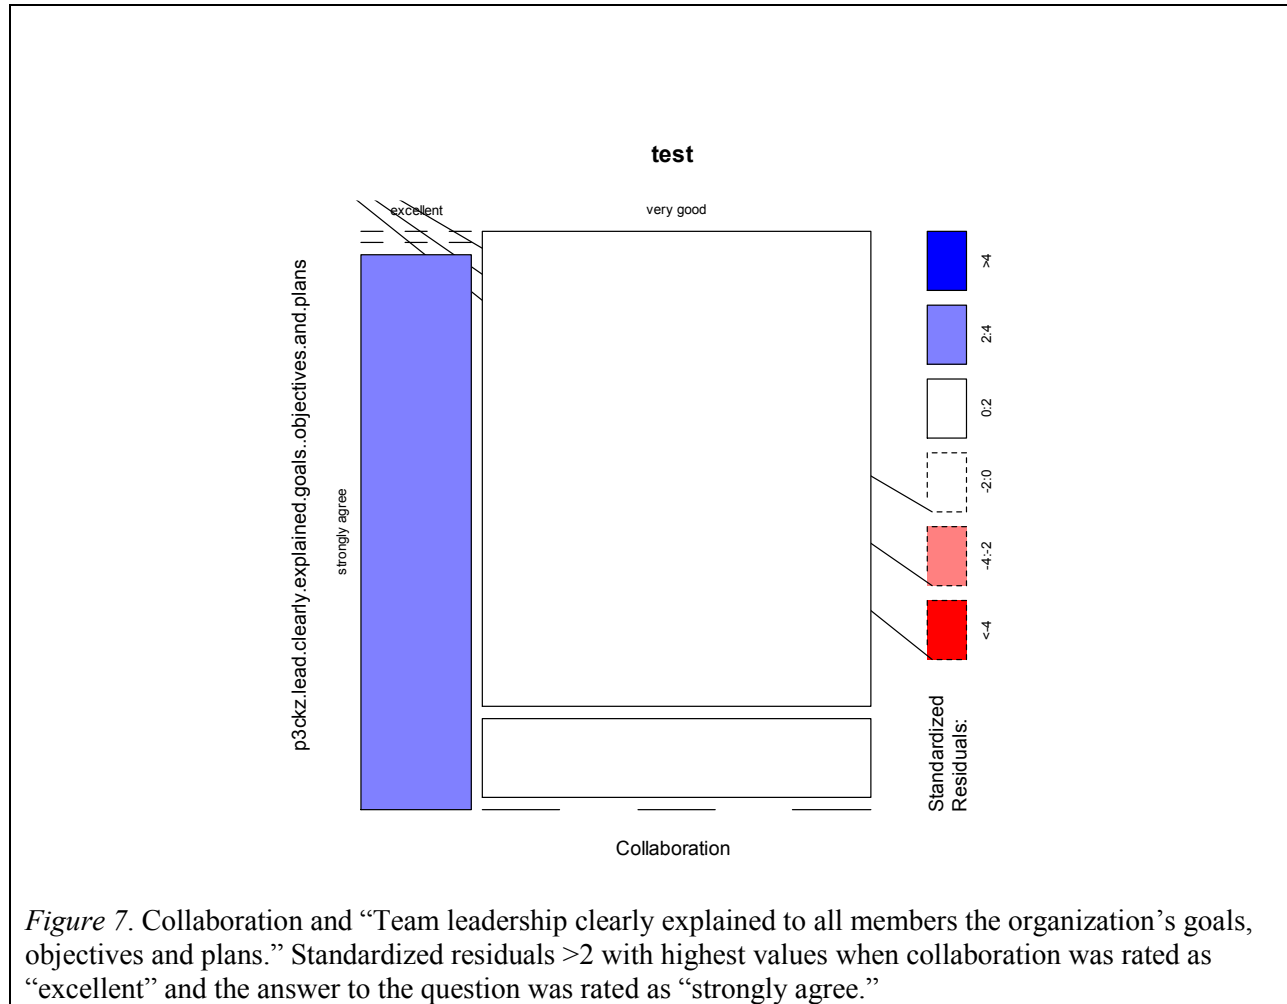 test
excellent
very good
p3ckz.lead.clearly.explained.goals..objectives.and.plans
strongly agree
>4
2:4
0:2
-2:0
-4:-2
<-4
Standardized
Residuals:
Collaboration
Figure 7. Collaboration and “Team leadership clearly explained to all members the organization’s goals,
objectives and plans.” Standardized residuals >2 with highest values when collaboration was rated as
“excellent” and the answer to the question was rated as “strongly agree.”